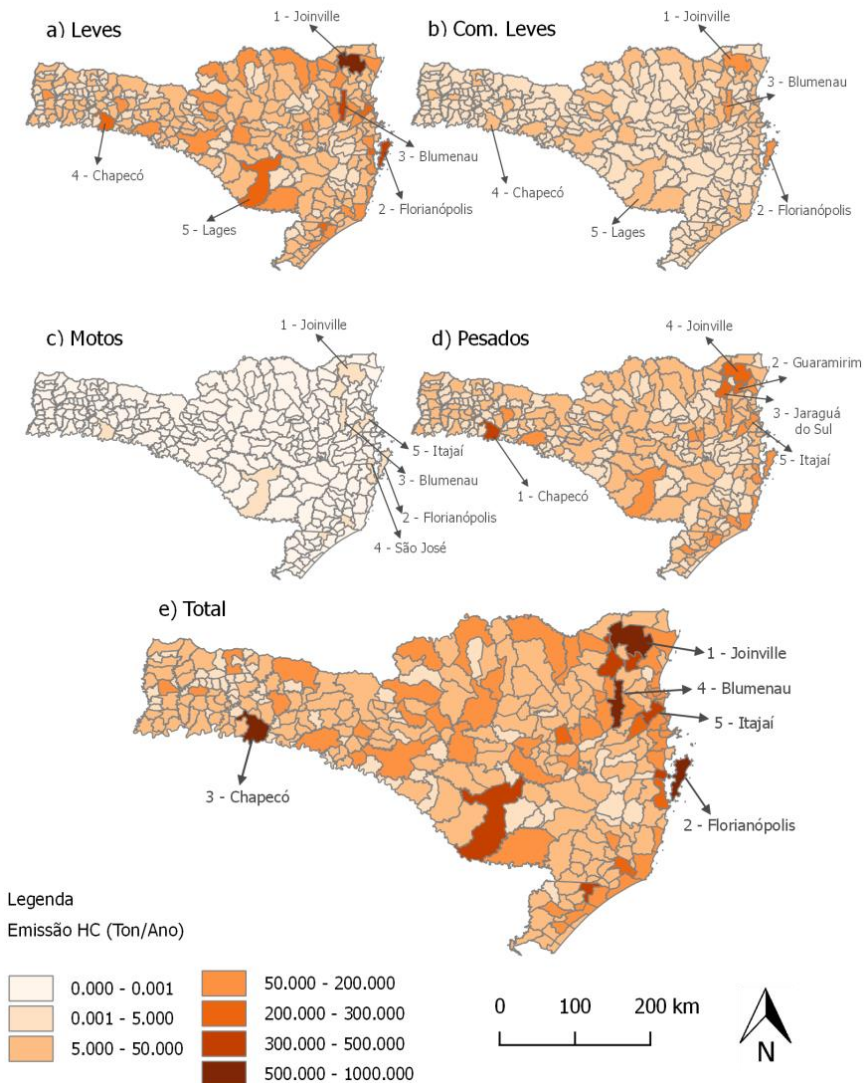 a) Leves
1 - Joinville
3 - Blumenau
4 - Chapecó
2 - Florianópolis
5 - Lages
b) Com. Leves
1 - Joinville
3 - Blumenau
4 - Chapecó
2 - Florianópolis
5 - Lages
c) Motos
1 - Joinville
5 - Itajaí
3 - Blumenau
2 - Florianópolis
4 - São José
d) Pesados
4 - Joinville
2 - Guaramirim
3 - Jaraguá
do Sul
5 - Itajaí
1 - Chapecó
e) Total
1 - Joinville
4 - Blumenau
5 - Itajaí
3 - Chapecó
2 - Florianópolis
Legenda
Emissão HC (Ton/Ano)
0.000 - 0.001
0.001 - 5.000
5.000 - 50.000
50.000 - 200.000
200.000 - 300.000
300.000 - 500.000
500.000 - 1000.000
0 100 200 km
N